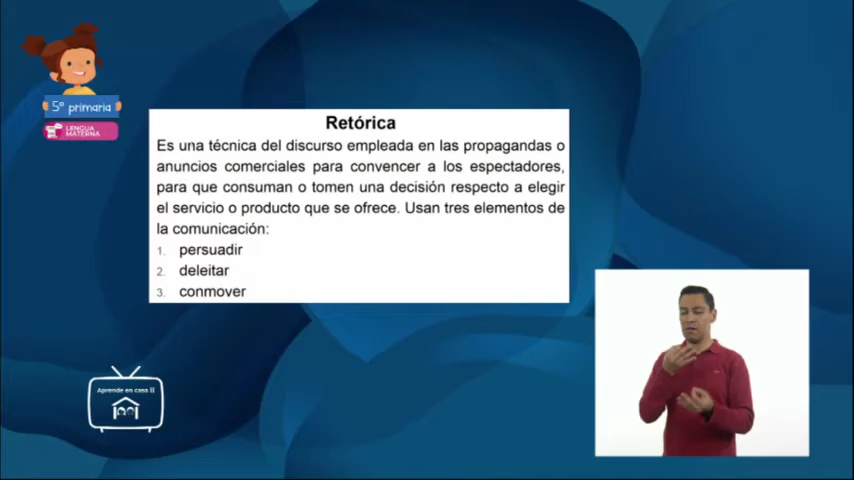 5° primaria
LENGUA
MATERNA
Retórica
Es una técnica del discurso empleada en las propagandas o
anuncios comerciales para convencer a los espectadores,
para que consuman o tomen una decisión respecto a elegir
el servicio o producto que se ofrece. Usan tres elementos de
la comunicación:
1. persuadir
2. deleitar
3. conmover
Aprende en casa II